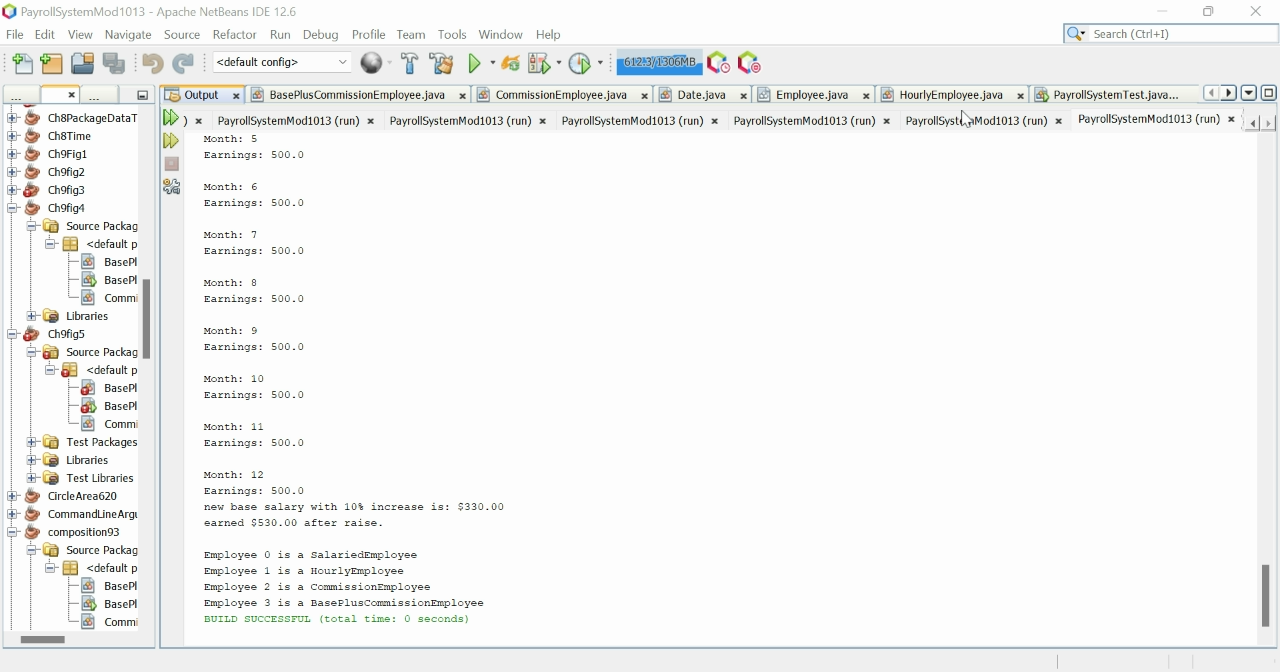 PayrollSystemMod1013 - Apache NetBeans IDE 12.6
File Edit View Navigate Source Refactor Run Debug Profile Team Tools Window Help
Search (Ctrl+I)
<default config>
612.3/1306MB
...
...
Output
BasePlusCommissionEmployee.java
CommissionEmployee.java
Date.java
Employee.java
HourlyEmployee.java
PayrollSystemTest.java...
) PayrollSystemMod1013 (run) PayrollSystemMod1013 (run) PayrollSystemMod1013 (run) PayrollSystemMod1013 (run) PayrollSystemMod1013 (run) PayrollSystemMod1013 (run)
Ch8PackageDataT
Ch8Time
Ch9Fig1
Ch9fig2
Ch9fig3
Ch9fig4
Source Packag
<default p
BasePl
BasePl
Commi
Libraries
Ch9fig5
Source Packag
<default p
BasePl
BasePl
Commi
Test Packages
Libraries
Test Libraries
CircleArea620
CommandLineArgu
composition93
Source Packag
<default p
BasePl
BasePl
Commi
Month: 5
Earnings: 500.0
Month: 6
Earnings: 500.0
Month: 7
Earnings: 500.0
Month: 8
Earnings: 500.0
Month: 9
Earnings: 500.0
Month: 10
Earnings: 500.0
Month: 11
Earnings: 500.0
Month: 12
Earnings: 500.0
new base salary with 10% increase is: $330.00
earned $530.00 after raise.
Employee 0 is a SalariedEmployee
Employee 1 is a HourlyEmployee
Employee 2 is a CommissionEmployee
Employee 3 is a BasePlusCommissionEmployee
BUILD SUCCESSFUL (total time: 0 seconds)